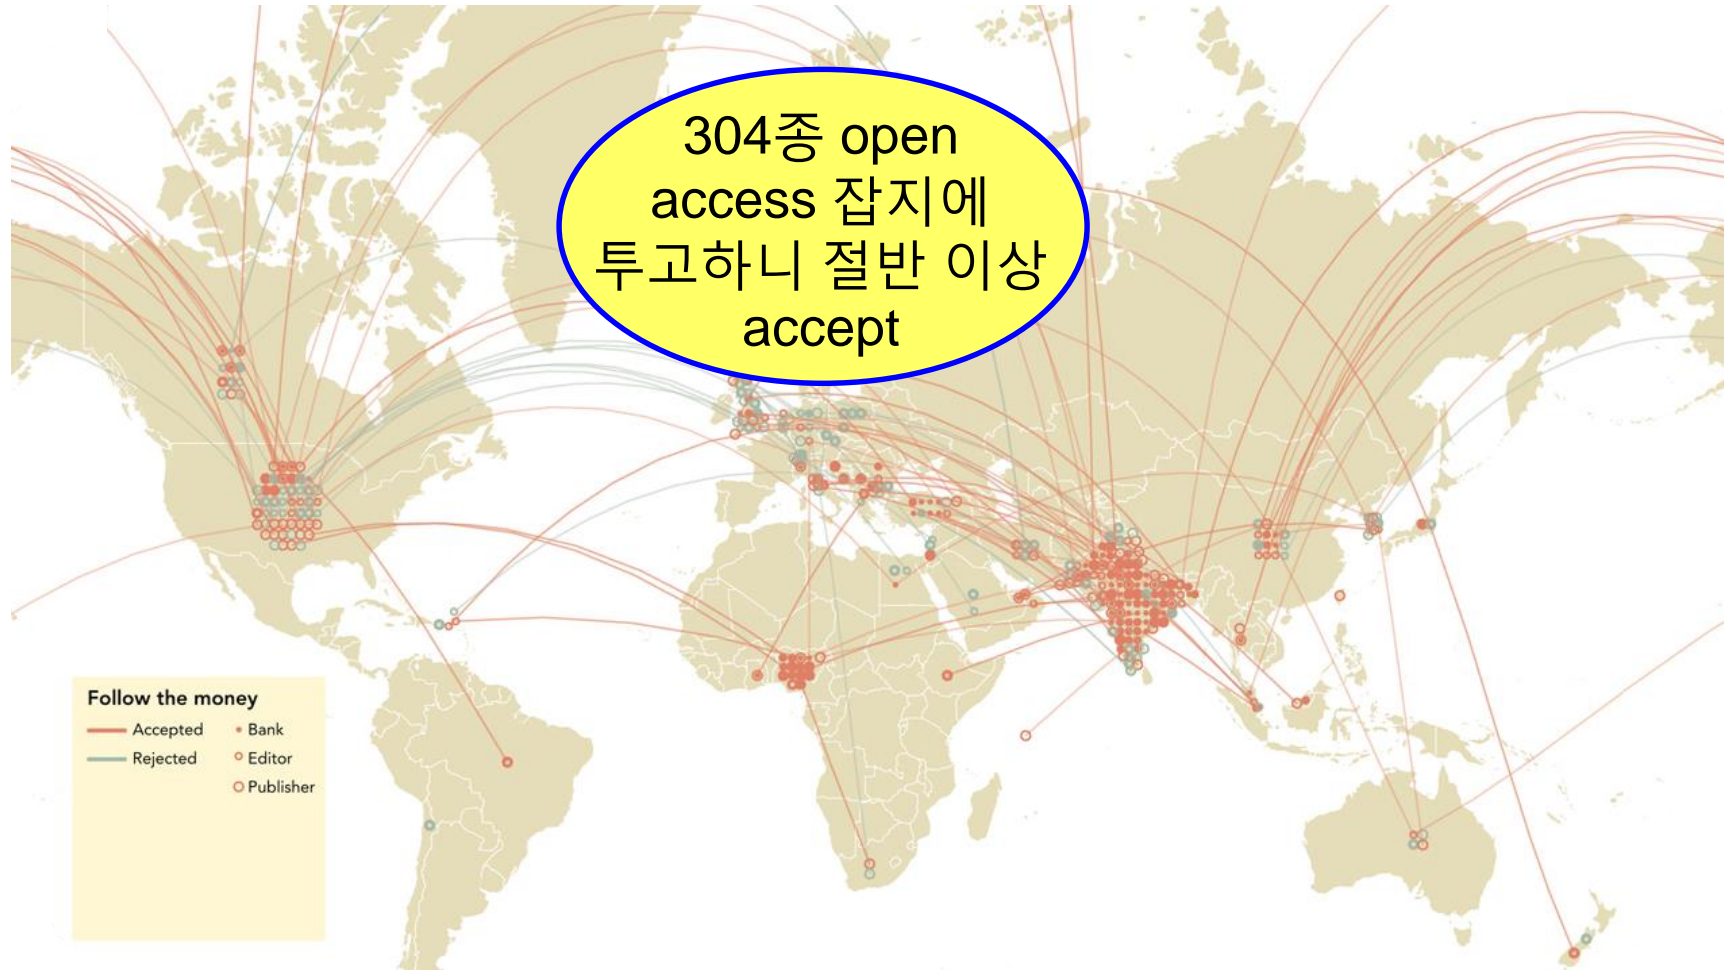 304종 open
access 잡지에
투고하니 절반 이상
accept
Follow the money
Accepted
Bank
Rejected
Editor
Publisher